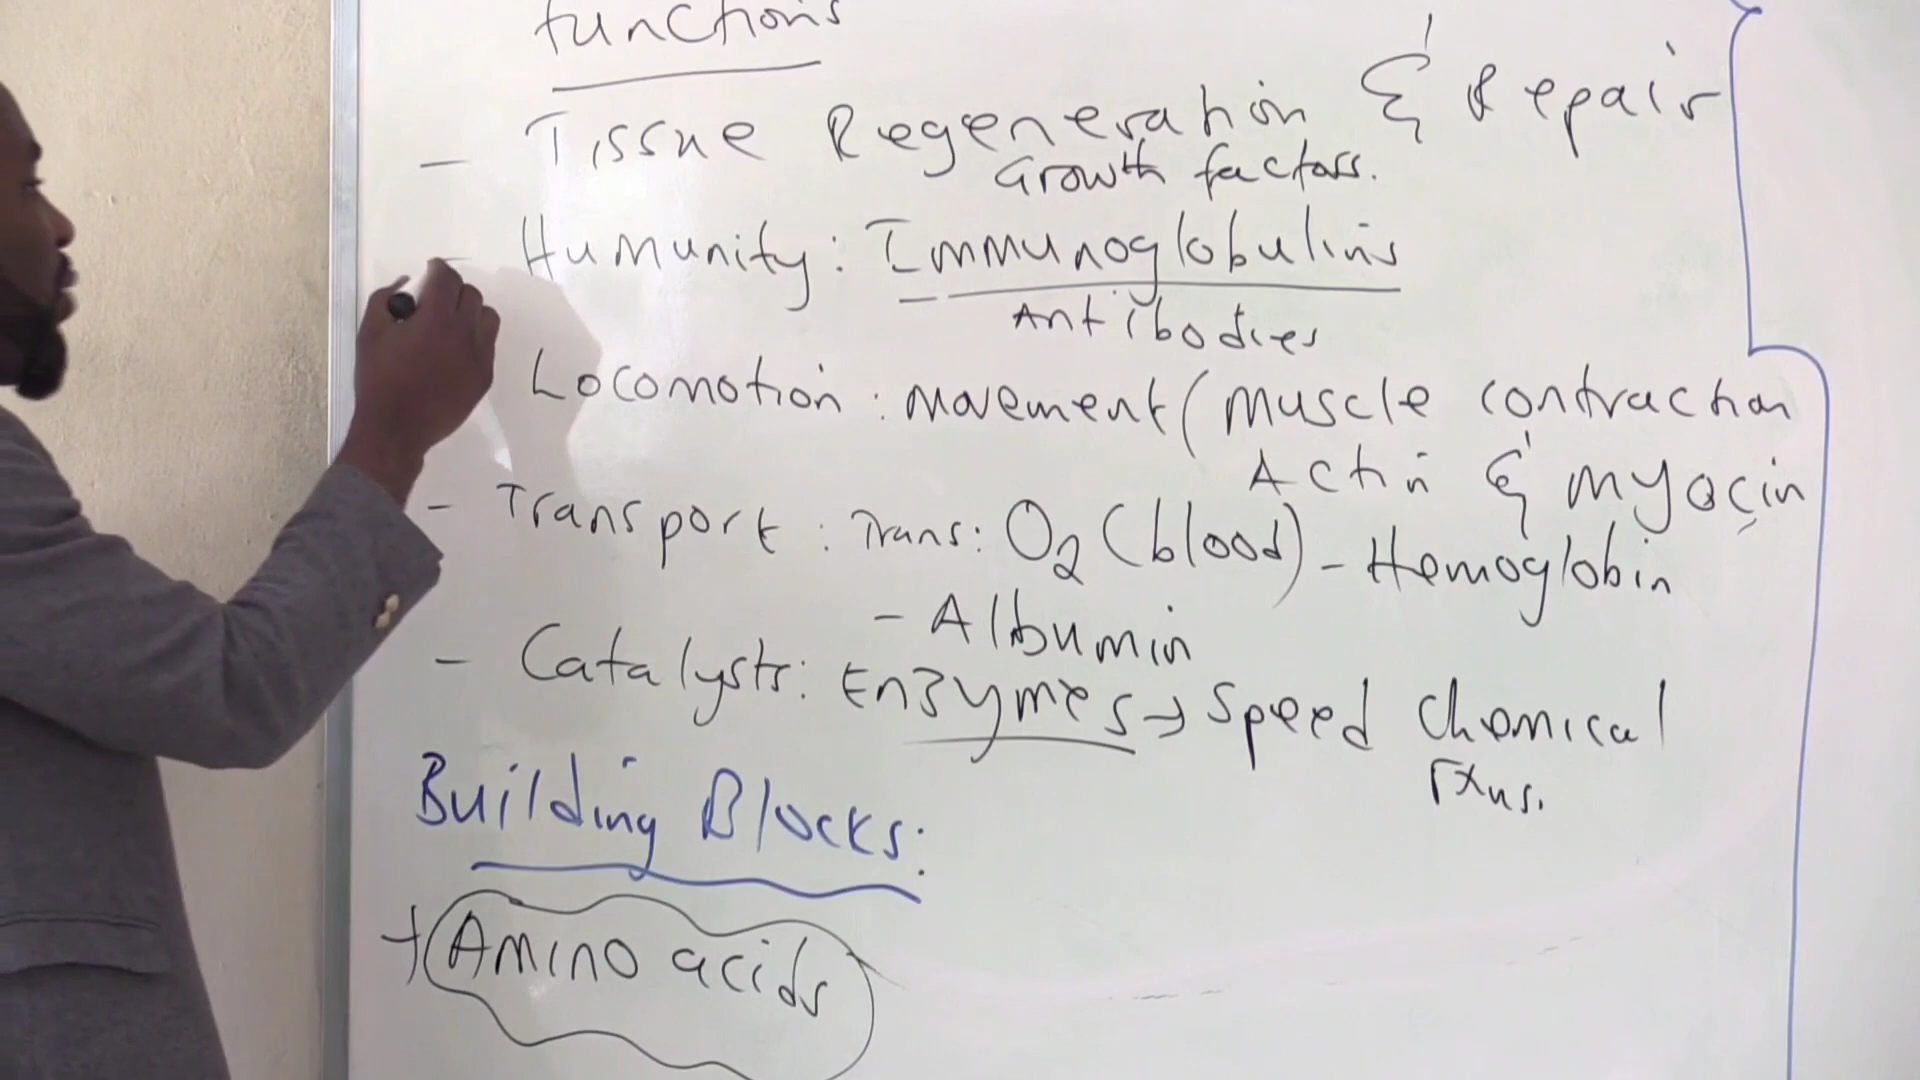 functions
- Tissue Regeneration & Repair
Growth factors.
- Humunity: Immunoglobulins
Antibodies
Locomotion: movement (muscle contraction
Actin & myocin
- Transport: Trans: O2 (blood) - Hemoglobin
- Albumin
- Catalysts: Enzymes → speed chemical
rxns.
Building Blocks:
+ Amino acids